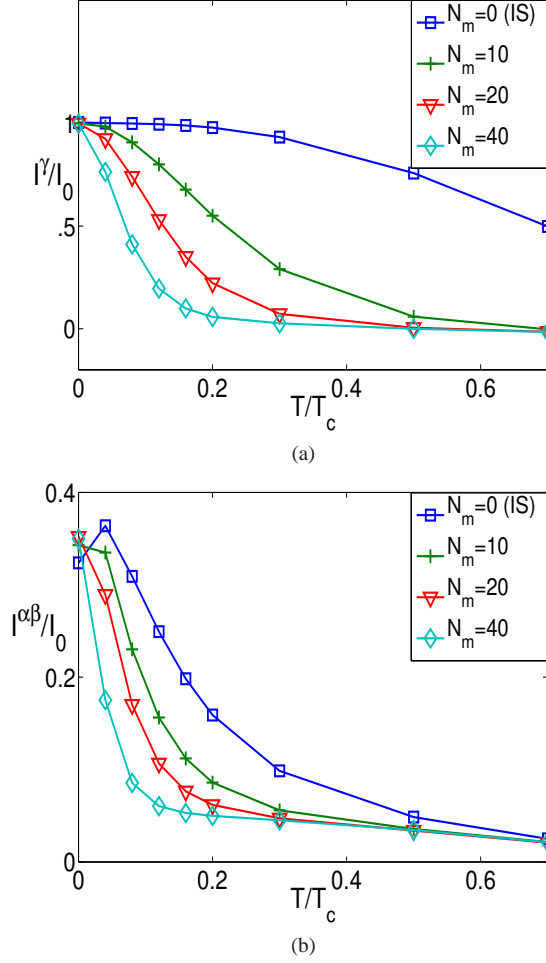 N_m=0 (IS)
N_m=10
N_m=20
N_m=40
1
.5
0
I^γ/I_0
0 0.2 0.4 0.6
T/T_c
(a)
0.4
0.2
0
I^{αβ}/I_0
N_m=0 (IS)
N_m=10
N_m=20
N_m=40
0 0.2 0.4 0.6
T/T_c
(b)